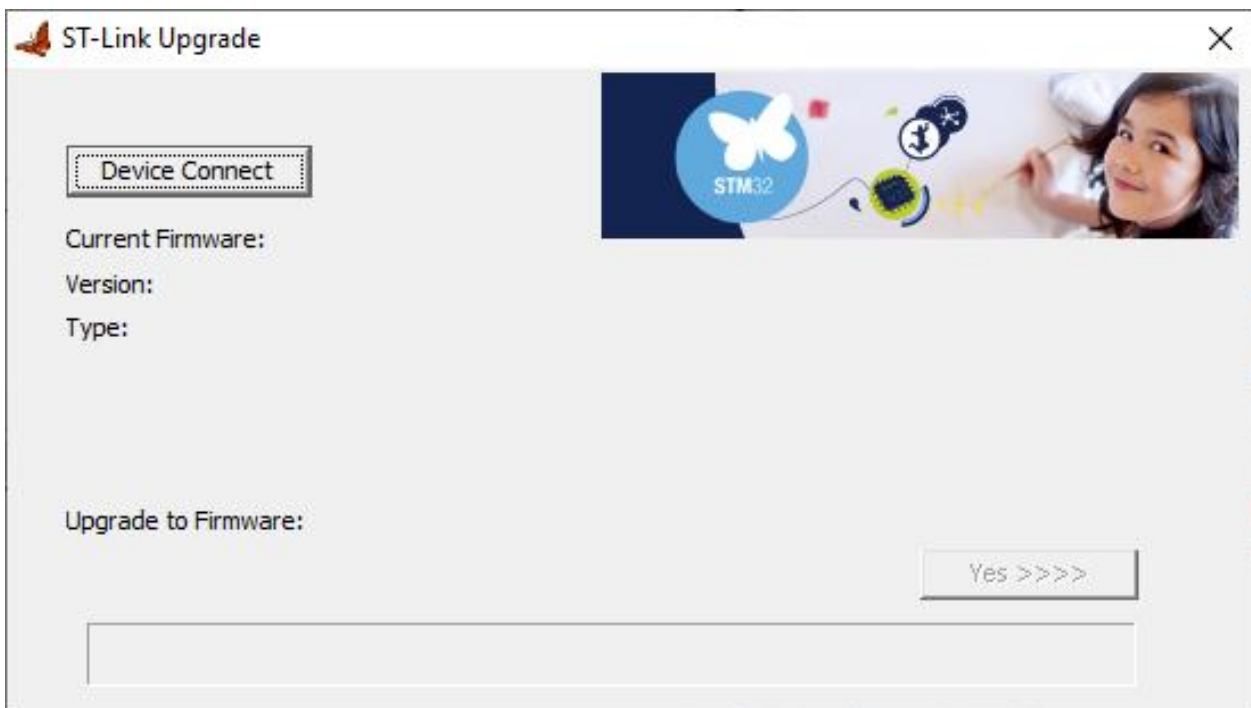 ST-Link Upgrade
Device Connect
STM32
Current Firmware:
Version:
Type:
Upgrade to Firmware:
Yes >>>>